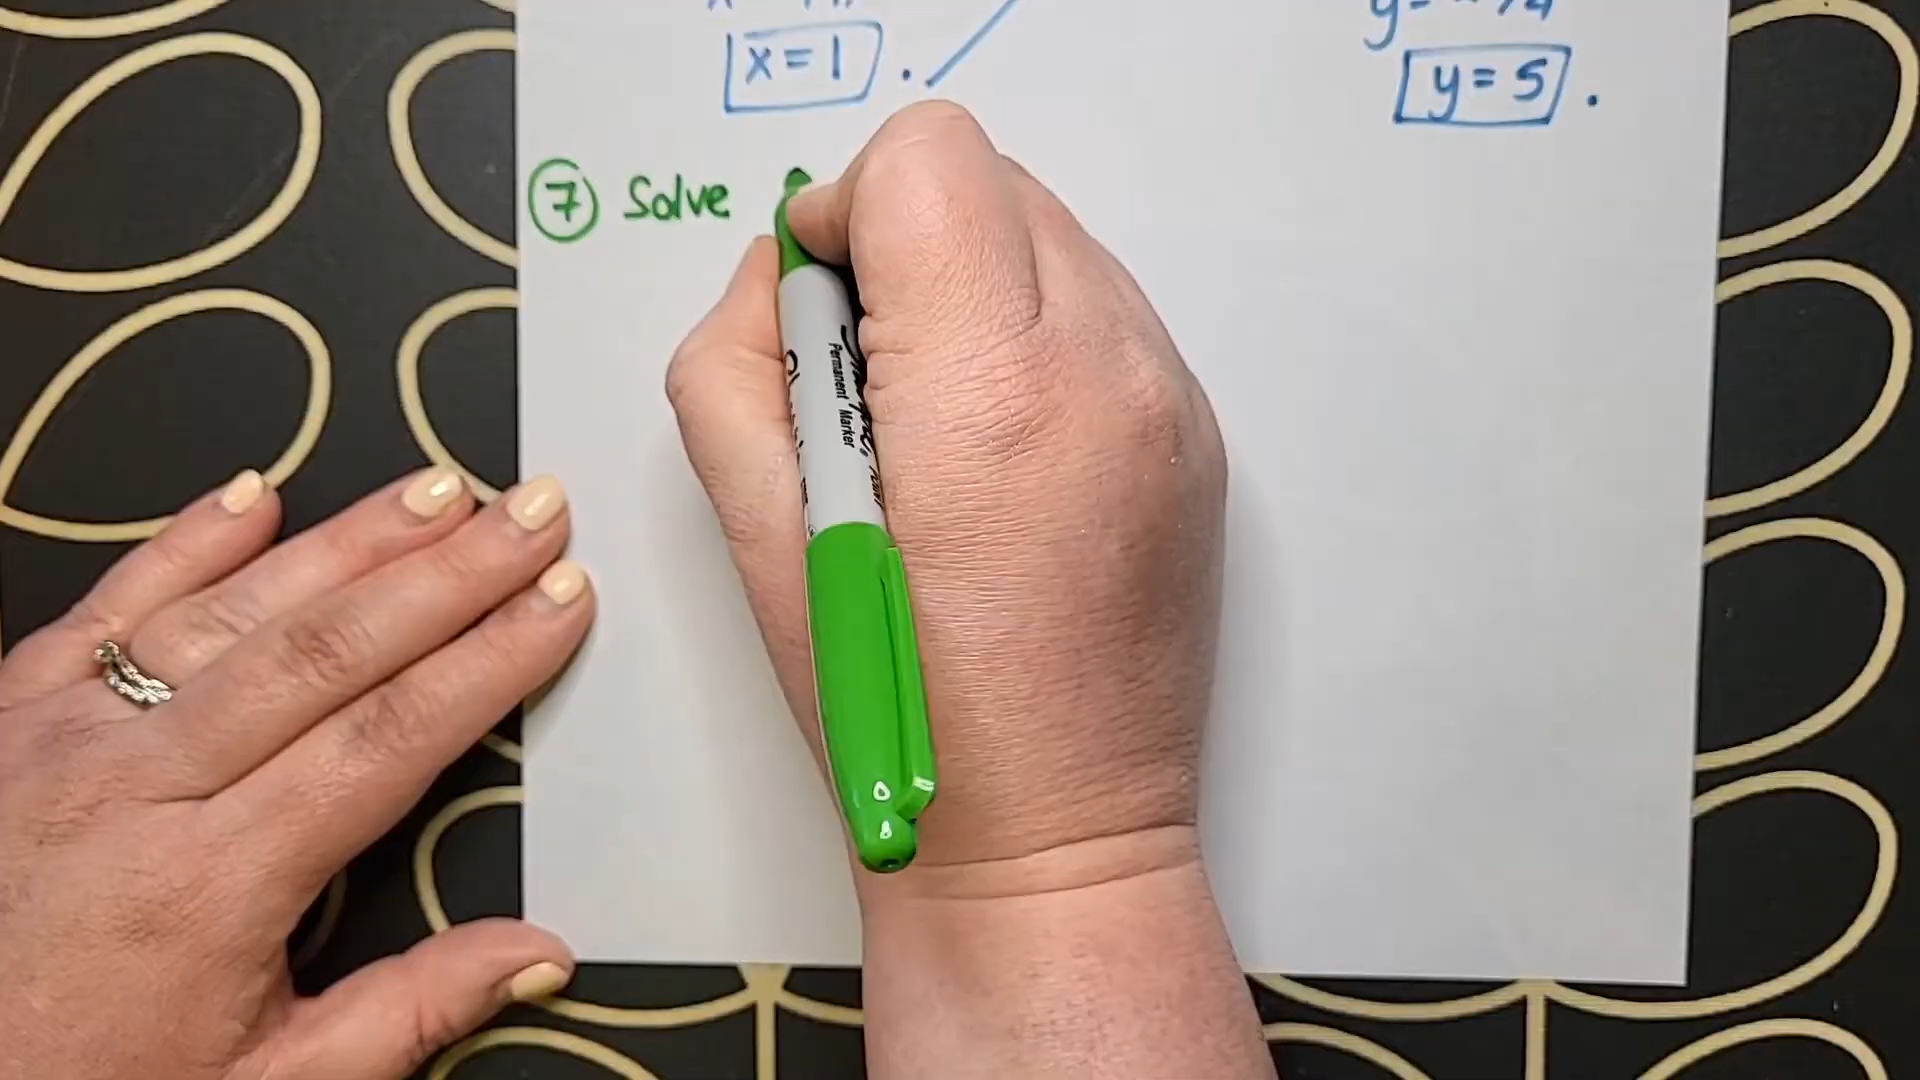 x = 1 .
y = 5 .
⑦ Solve
Permanent Marker